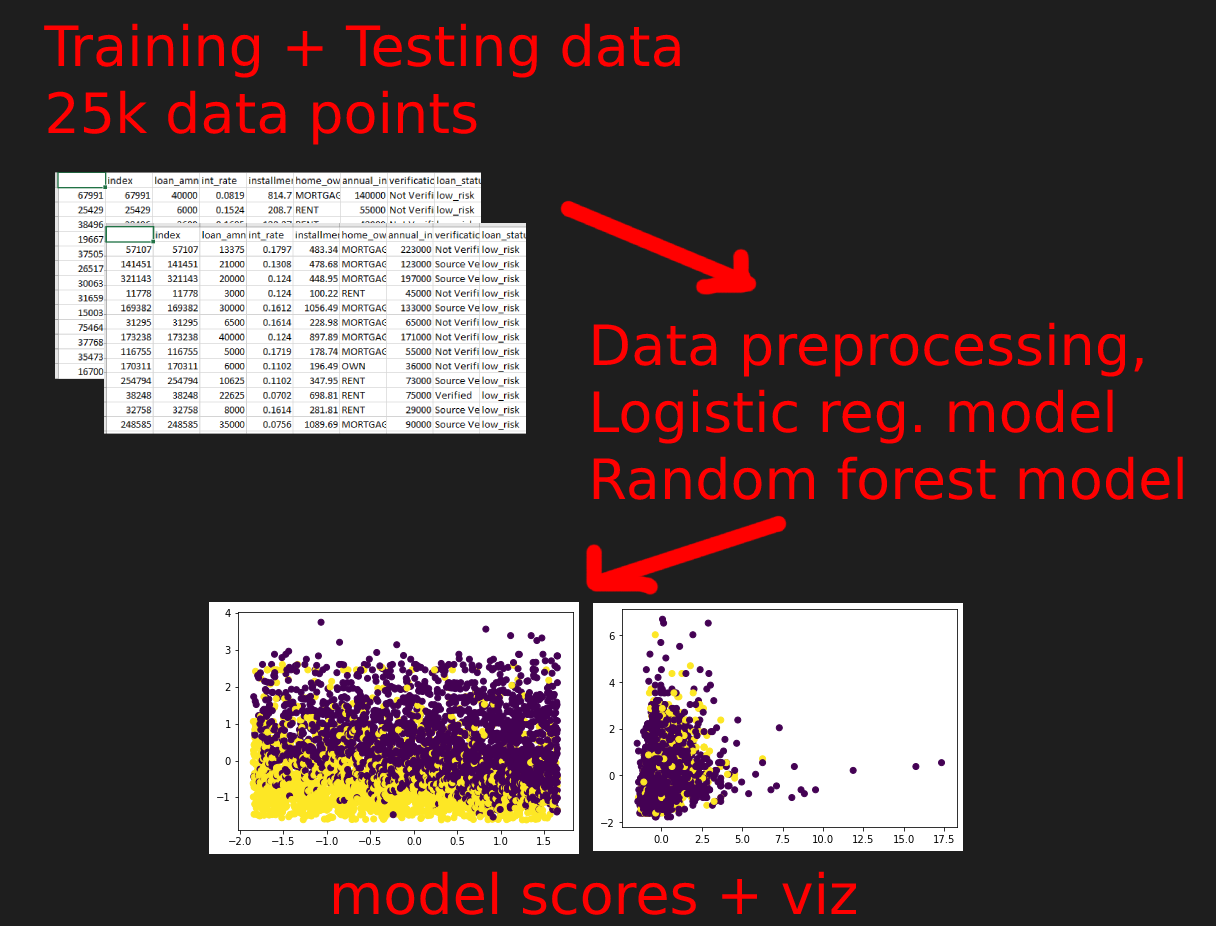 Training + Testing data
25k data points
index loan_amn int_rate installmer home_ow annual_in verificatic loan_statu
67991 67991 40000 0.0819 814.7 MORTGAG 140000 Not Verifi low_risk
25429 25429 6000 0.1524 208.7 RENT 55000 Not Verifi low_risk
38496
19667
37505
26517
30063
31659
15003
75464
37768
35473
16700
index loan_amn int_rate installmer home_ow annual_in verificatic loan_statu
57107 57107 13375 0.1797 483.34 MORTGAG 223000 Not Verifi low_risk
141451 141451 21000 0.1308 478.68 MORTGAG 123000 Source Ve low_risk
321143 321143 20000 0.124 448.95 MORTGAG 197000 Not Verifi low_risk
11778 11778 3000 0.124 100.22 RENT 45000 Not Verifi low_risk
169382 169382 30000 0.1612 1056.49 MORTGAG 133000 Source Ve low_risk
31295 31295 6500 0.1614 228.98 MORTGAG 65000 Not Verifi low_risk
173238 173238 40000 0.124 897.89 MORTGAG 171000 Not Verifi low_risk
116755 116755 5000 0.1719 178.74 MORTGAG 55000 Not Verifi low_risk
170311 170311 6000 0.1102 196.49 OWN 36000 Not Verifi low_risk
254794 254794 10625 0.1102 347.95 RENT 73000 Source Ve low_risk
38248 38248 22625 0.0702 698.81 RENT 75000 Verified low_risk
32758 32758 8000 0.1614 281.81 RENT 29000 Source Ve low_risk
248585 248585 35000 0.0756 1089.69 MORTGAG 90000 Source Ve low_risk
Data preprocessing,
Logistic reg. model
Random forest model
4
3
2
1
0
−1
−2.0 −1.5 −1.0 −0.5 0.0 0.5 1.0 1.5
6
4
2
0
−2
0.0 2.5 5.0 7.5 10.0 12.5 15.0 17.5
model scores + viz